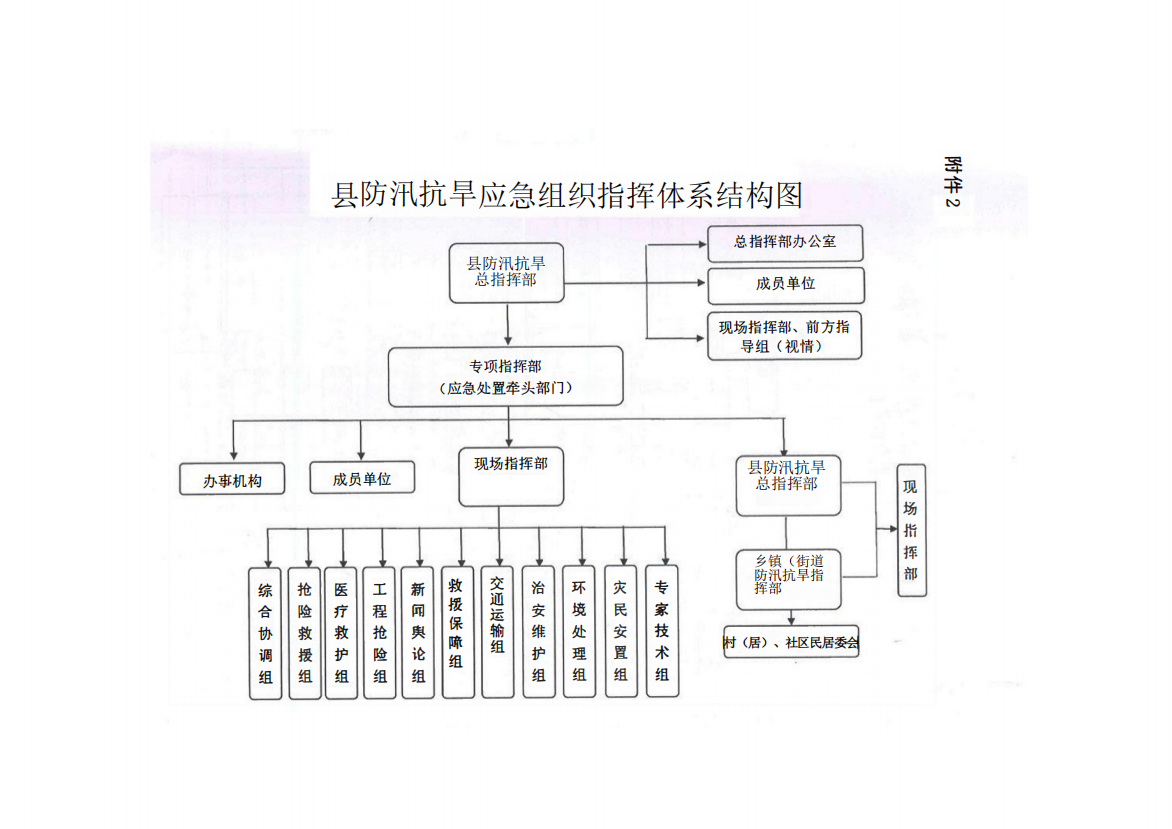 附件2
县防汛抗旱应急组织指挥体系结构图
县防汛抗旱
总指挥部
总指挥部办公室
成员单位
现场指挥部、前方指
导组（视情）
专项指挥部
（应急处置牵头部门）
办事机构
成员单位
现场指挥部
县防汛抗旱
总指挥部
乡镇（街道
防汛抗旱指
挥部
村（居）、社区民居委会
现场指挥部
综合协调组
抢险救援组
医疗救护组
工程抢险组
新闻舆论组
救援保障组
交通运输组
治安维护组
环境处理组
灾民安置组
专家技术组